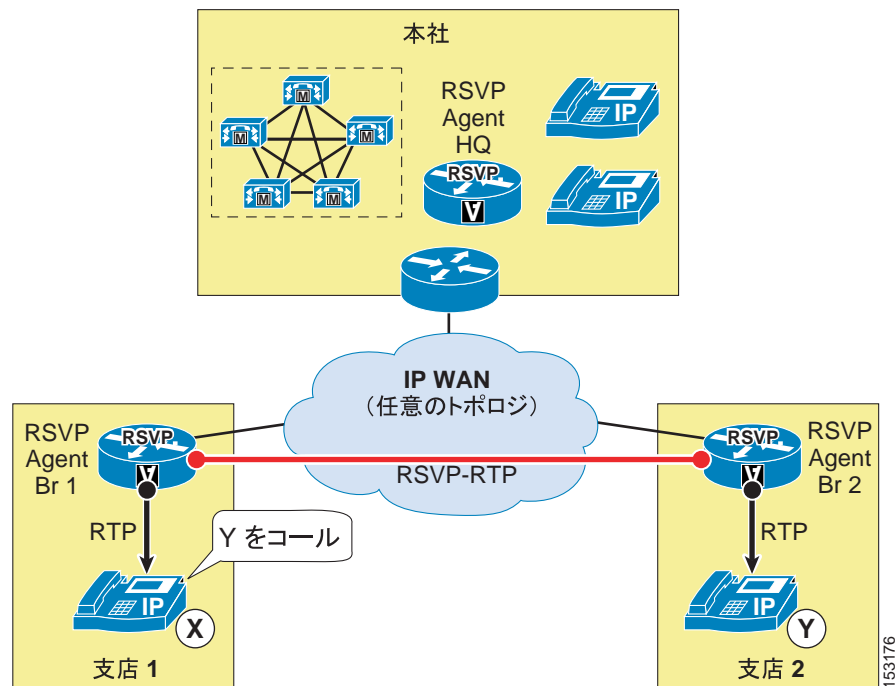 本社
M
M
M
M
M
RSVP
Agent
HQ
RSVP
V
IP
IP
IP WAN
（任意のトポロジ）
RSVP
Agent
Br 1
RSVP
V
RSVP-RTP
RSVP
V
RSVP
Agent
Br 2
RTP
Y をコール
IP
X
支店 1
RTP
IP
Y
支店 2
153176